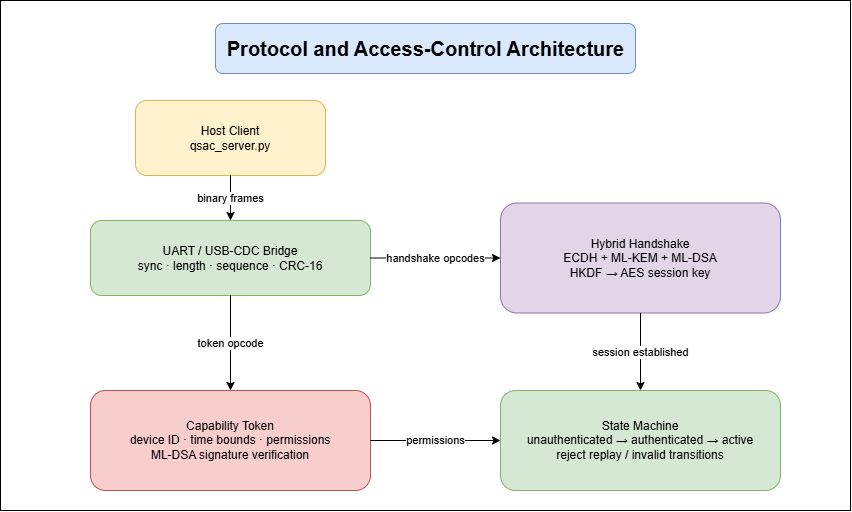 Protocol and Access-Control Architecture
Host Client
qsac_server.py
binary frames
UART / USB-CDC Bridge
sync · length · sequence · CRC-16
handshake opcodes
Hybrid Handshake
ECDH + ML-KEM + ML-DSA
HKDF → AES session key
token opcode
session established
Capability Token
device ID · time bounds · permissions
ML-DSA signature verification
permissions
State Machine
unauthenticated → authenticated → active
reject replay / invalid transitions